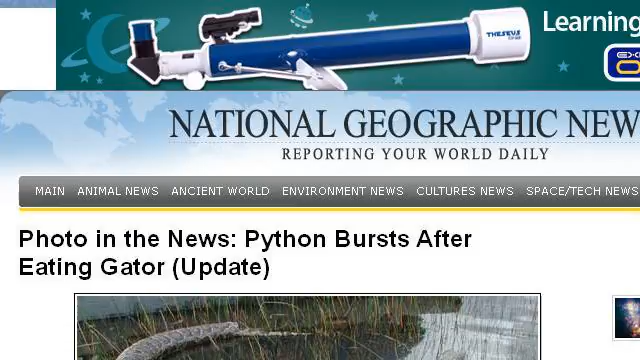 THESEUS
Learning
NATIONAL GEOGRAPHIC NEW
REPORTING YOUR WORLD DAILY
MAIN ANIMAL NEWS ANCIENT WORLD ENVIRONMENT NEWS CULTURES NEWS SPACE/TECH NEWS
Photo in the News: Python Bursts After
Eating Gator (Update)